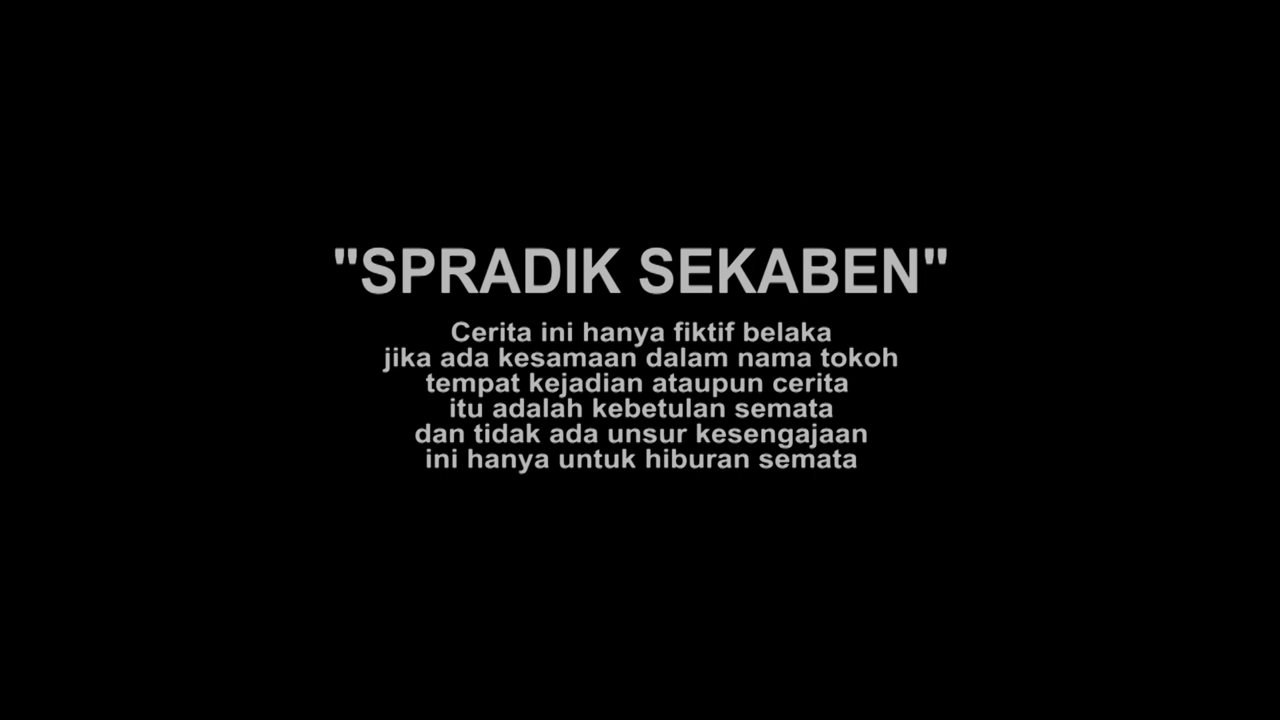 "SPRADIK SEKABEN"
Cerita ini hanya fiktif belaka
jika ada kesamaan dalam nama tokoh
tempat kejadian ataupun cerita
itu adalah kebetulan semata
dan tidak ada unsur kesengajaan
ini hanya untuk hiburan semata